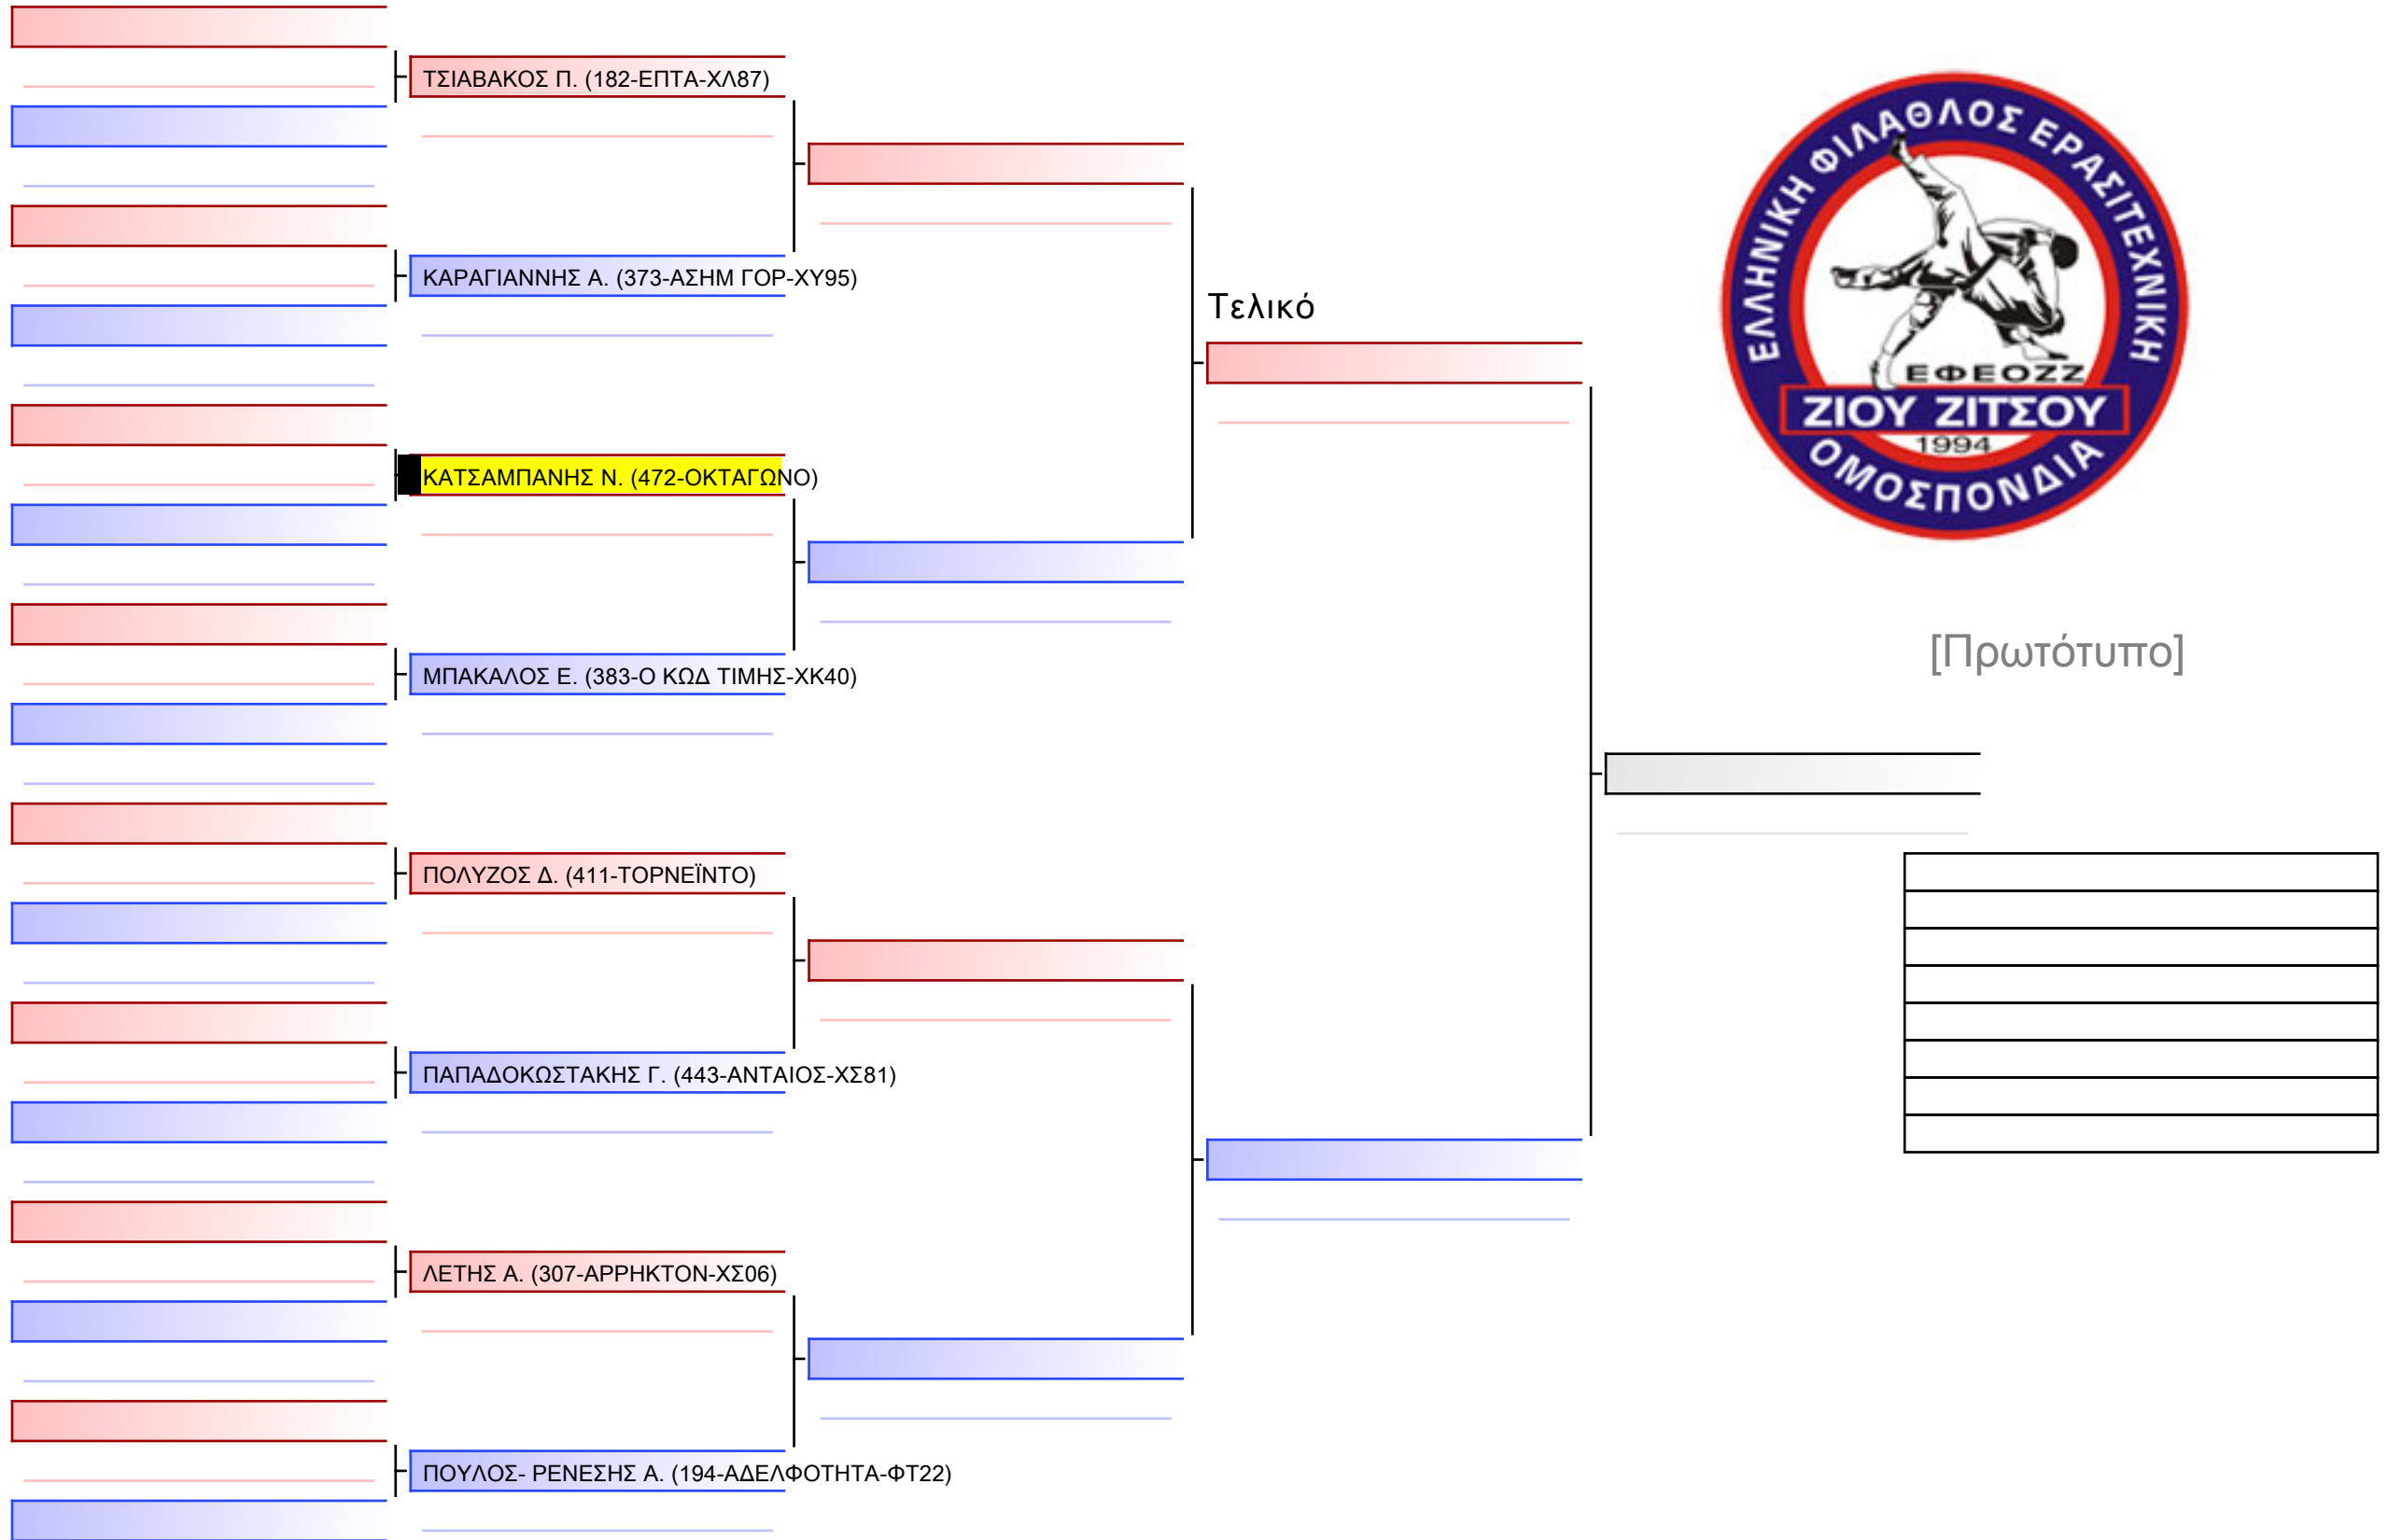 ΤΣΙΑΒΑΚΟΣ Π. (182-ΕΠΤΑ-ΧΛ87)
ΚΑΡΑΓΙΑΝΝΗΣ Α. (373-ΑΣΗΜ ΓΟΡ-ΧΥ95)
ΚΑΤΣΑΜΠΑΝΗΣ Ν. (472-ΟΚΤΑΓΩΝΟ)
ΜΠΑΚΑΛΟΣ Ε. (383-Ο ΚΩΔ ΤΙΜΗΣ-ΧΚ40)
ΠΟΛΥΖΟΣ Δ. (411-ΤΟΡΝΕΪΝΤΟ)
ΠΑΠΑΔΟΚΩΣΤΑΚΗΣ Γ. (443-ΑΝΤΑΙΟΣ-ΧΣ81)
ΛΕΤΗΣ Α. (307-ΑΡΡΗΚΤΟΝ-ΧΣ06)
ΠΟΥΛΟΣ- ΡΕΝΕΣΗΣ Α. (194-ΑΔΕΛΦΟΤΗΤΑ-ΦΤ22)
Τελικό
ΕΛΛΗΝΙΚΗ ΦΙΛΑΘΛΟΣ ΕΡΑΣΙΤΕΧΝΙΚΗ
ΕΦΕΟΖΖ
ΖΙΟΥ ΖΙΤΣΟΥ
1994
ΟΜΟΣΠΟΝΔΙΑ
[Πρωτότυπο]